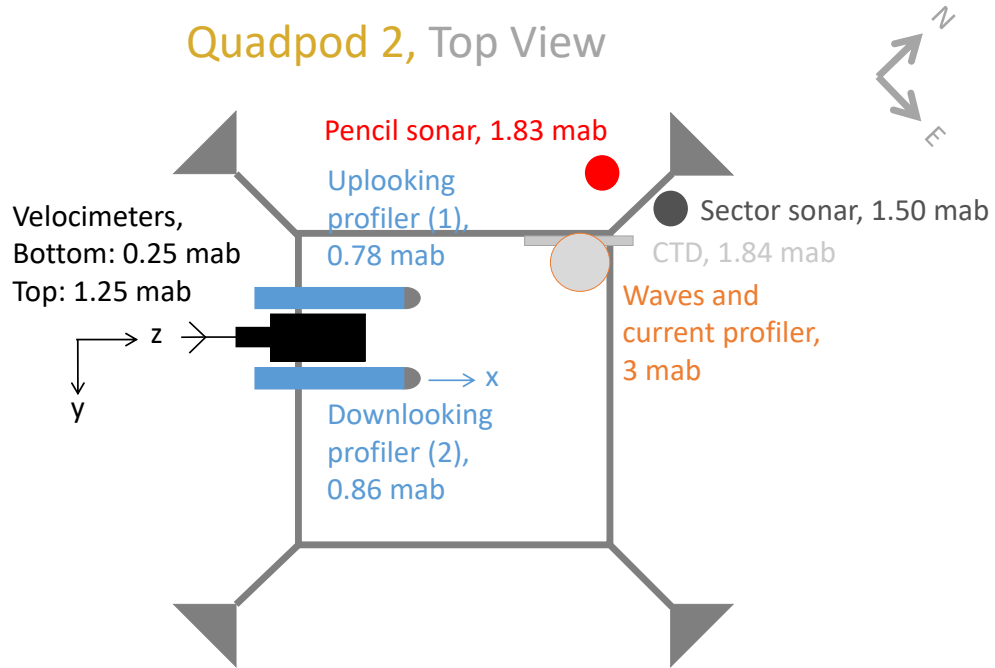 Quadpod 2, Top View
N
E
Pencil sonar, 1.83 mab
Uplooking
profiler (1),
0.78 mab
Velocimeters,
Bottom: 0.25 mab
Top: 1.25 mab
Sector sonar, 1.50 mab
CTD, 1.84 mab
Waves and
current profiler,
3 mab
z
y
x
Downlooking
profiler (2),
0.86 mab